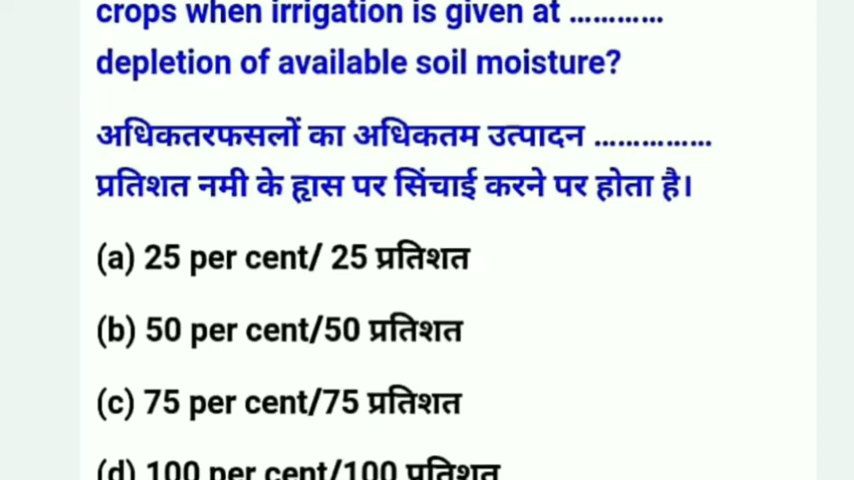 crops when irrigation is given at ............
depletion of available soil moisture?
अधिकतरफसलों का अधिकतम उत्पादन ...............
प्रतिशत नमी के ह्रास पर सिंचाई करने पर होता है।
(a) 25 per cent/ 25 प्रतिशत
(b) 50 per cent/50 प्रतिशत
(c) 75 per cent/75 प्रतिशत
(d) 100 per cent/100 प्रतिशत